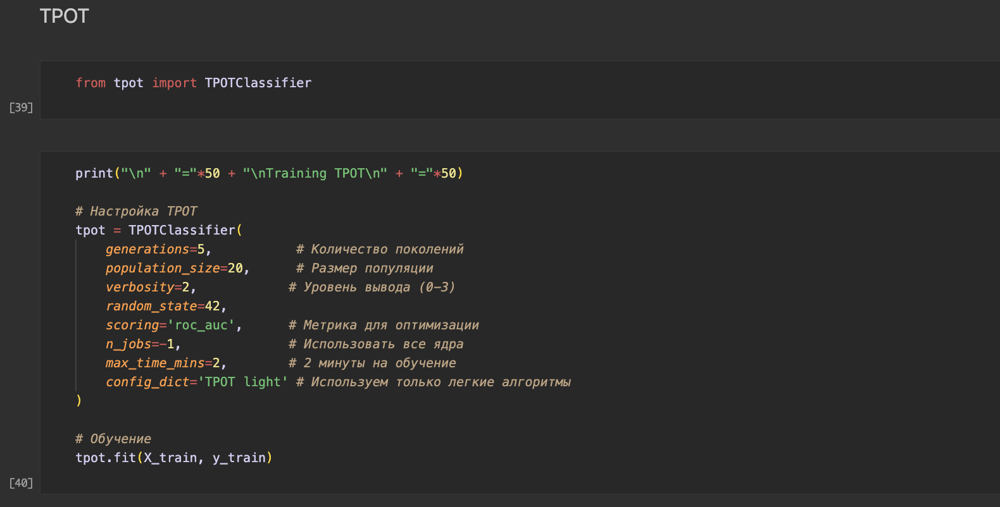 TPOT
from tpot import TPOTClassifier
[39]
print("\n" + "="*50 + "\nTraining TPOT\n" + "="*50)
# Настройка TPOT
tpot = TPOTClassifier(
generations=5, # Количество поколений
population_size=20, # Размер популяции
verbosity=2, # Уровень вывода (0-3)
random_state=42,
scoring='roc_auc', # Метрика для оптимизации
n_jobs=-1, # Использовать все ядра
max_time_mins=2, # 2 минуты на обучение
config_dict='TPOT light' # Используем только легкие алгоритмы
)
# Обучение
tpot.fit(X_train, y_train)
[40]